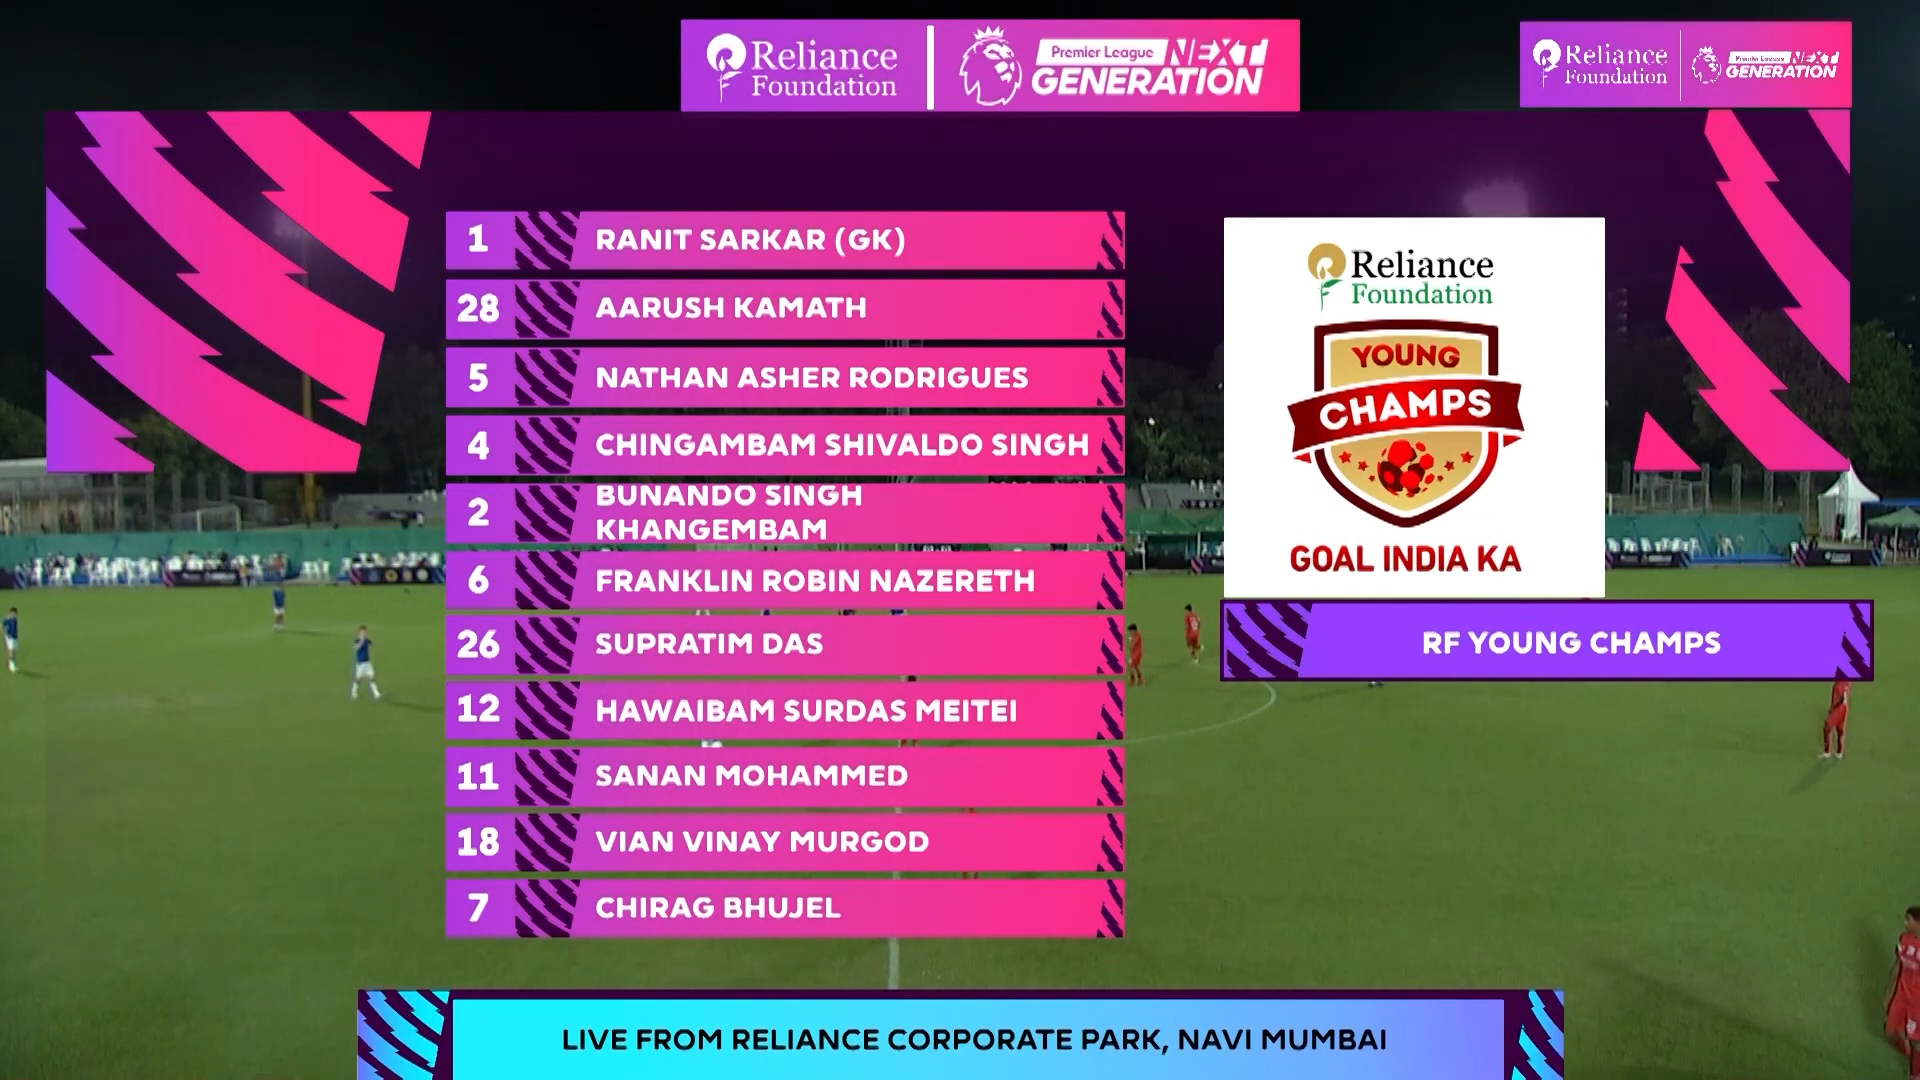 Reliance
Foundation
Premier League NEXT
GENERATION
Reliance
Foundation
Premier League NEXT
GENERATION
1 RANIT SARKAR (GK)
28 AARUSH KAMATH
5 NATHAN ASHER RODRIGUES
4 CHINGAMBAM SHIVALDO SINGH
2 BUNANDO SINGH
KHANGEMBAM
6 FRANKLIN ROBIN NAZERETH
26 SUPRATIM DAS
12 HAWAIBAM SURDAS MEITEI
11 SANAN MOHAMMED
18 VIAN VINAY MURGOD
7 CHIRAG BHUJEL
Reliance
Foundation
YOUNG
CHAMPS
GOAL INDIA KA
RF YOUNG CHAMPS
LIVE FROM RELIANCE CORPORATE PARK, NAVI MUMBAI